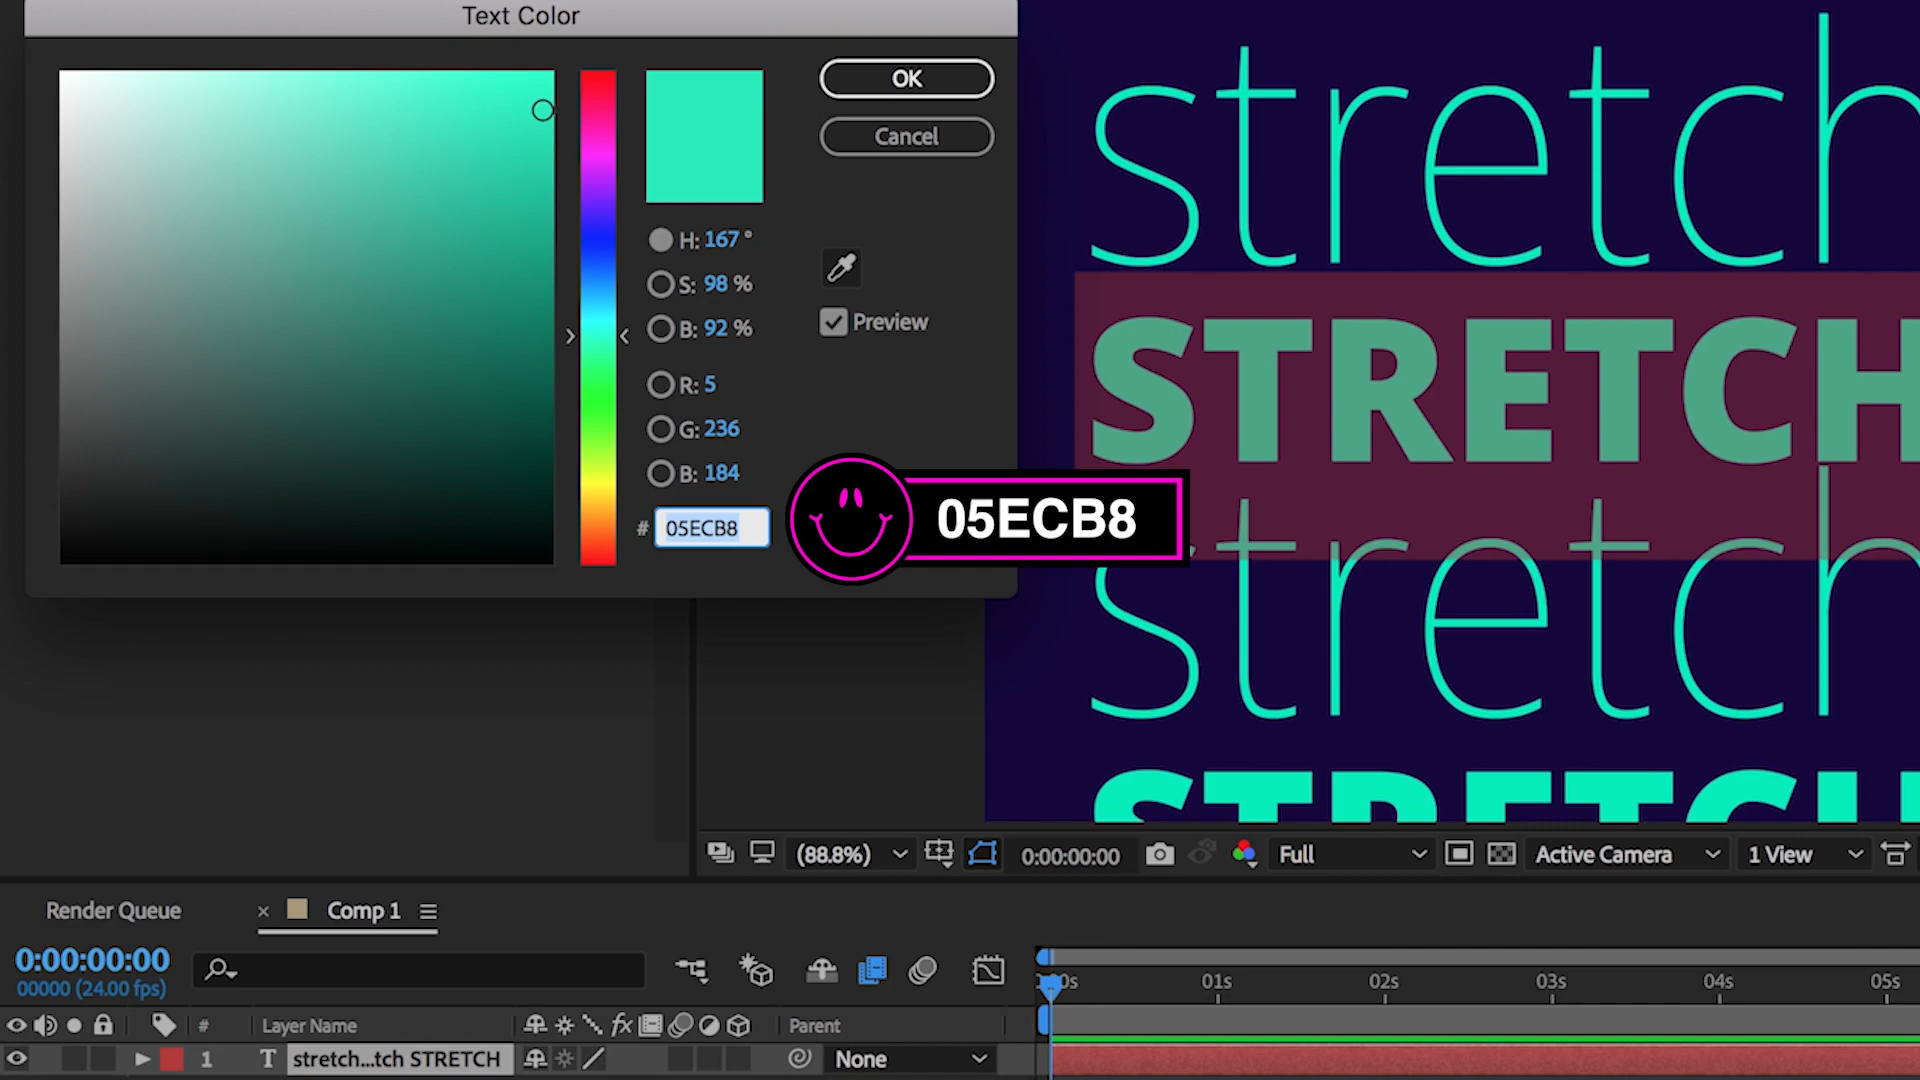 Text Color
OK
Cancel
H: 167 °
S: 98 %
B: 92 %
Preview
R: 5
G: 236
B: 184
# 05ECB8
05ECB8
stretch
STRETCH
stretch
STRETCH
(88.8%)
0:00:00:00
Full
Active Camera
1 View
Render Queue
× Comp 1
0:00:00:00
00000 (24.00 fps)
01s
02s
03s
04s
05s
# Layer Name
fx
Parent
1 T stretch...tch STRETCH
None